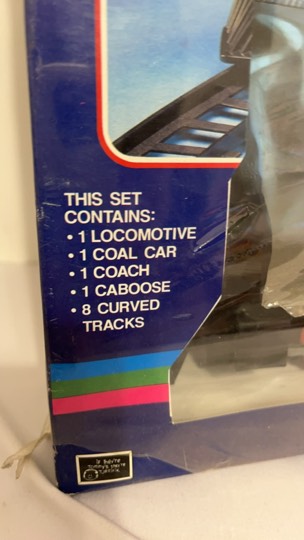 THIS SET
CONTAINS:
• 1 LOCOMOTIVE
• 1 COAL CAR
• 1 COACH
• 1 CABOOSE
• 8 CURVED
TRACKS